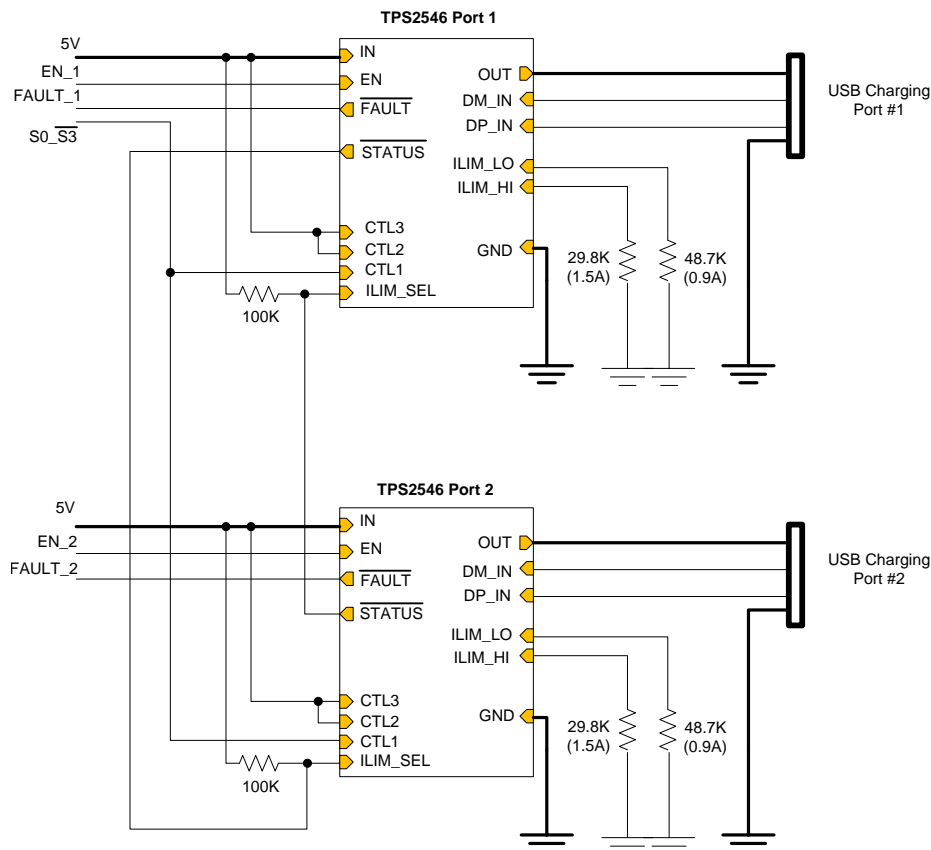 TPS2546 Port 1
5V
EN_1
FAULT_1
S0_S3
IN
EN
FAULT
STATUS
CTL3
CTL2
CTL1
ILIM_SEL
100K
OUT
DM_IN
DP_IN
ILIM_LO
ILIM_HI
GND
29.8K
(1.5A)
48.7K
(0.9A)
USB Charging
Port #1
TPS2546 Port 2
5V
EN_2
FAULT_2
IN
EN
FAULT
STATUS
CTL3
CTL2
CTL1
ILIM_SEL
100K
OUT
DM_IN
DP_IN
ILIM_LO
ILIM_HI
GND
29.8K
(1.5A)
48.7K
(0.9A)
USB Charging
Port #2